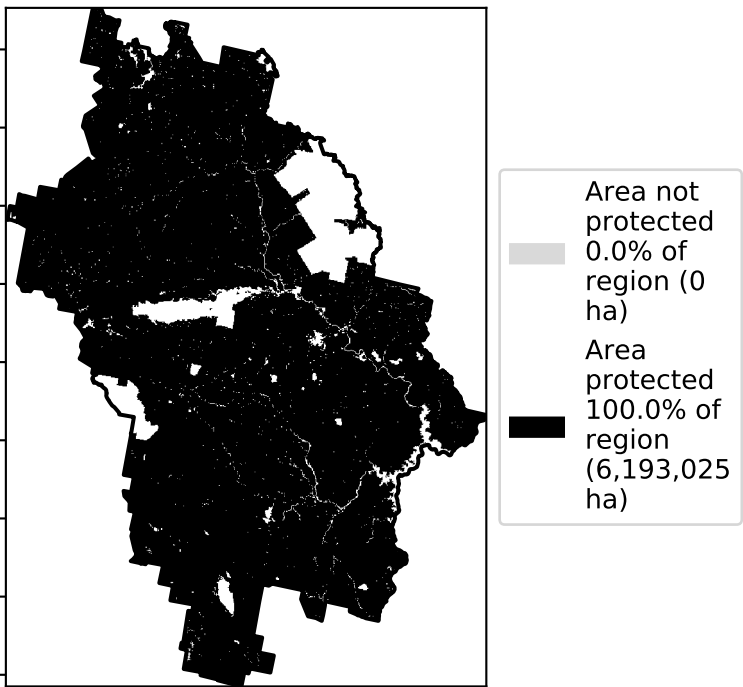 Area not
protected
0.0% of
region (0
ha)
Area
protected
100.0% of
region
(6,193,025
ha)